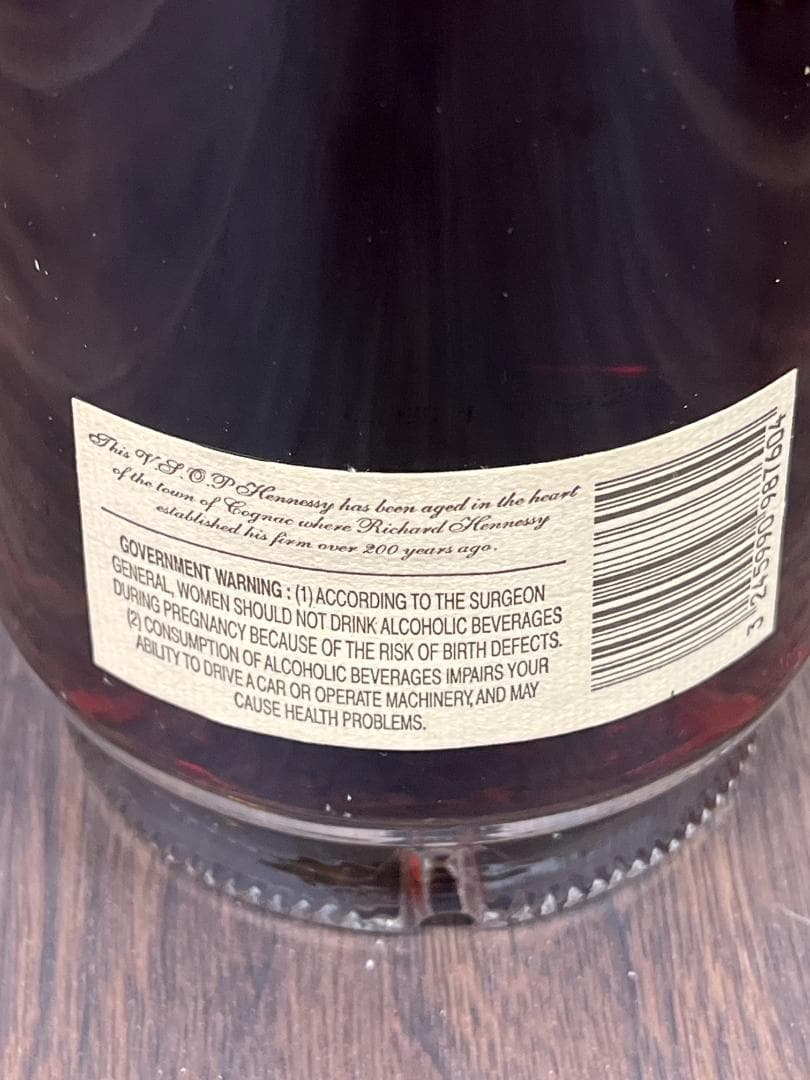 This V.S.O.P Hennessy has been aged in the heart
of the town of Cognac where Richard Hennessy
established his firm over 200 years ago.
GOVERNMENT WARNING : (1) ACCORDING TO THE SURGEON
GENERAL, WOMEN SHOULD NOT DRINK ALCOHOLIC BEVERAGES
DURING PREGNANCY BECAUSE OF THE RISK OF BIRTH DEFECTS.
(2) CONSUMPTION OF ALCOHOLIC BEVERAGES IMPAIRS YOUR
ABILITY TO DRIVE A CAR OR OPERATE MACHINERY, AND MAY
CAUSE HEALTH PROBLEMS.
3 245990 987604